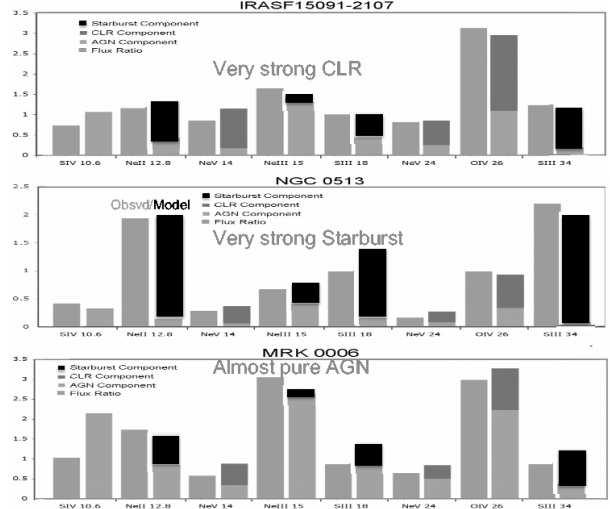 IRASF15091-2107
3.5
3
2.5
2
1.5
1
0.5
0
Starburst Component
CLR Component
AGN Component
Flux Ratio
Very strong CLR
SIV 10.6 NeII 12.8 NeV 14 NeIII 15 SIII 18 NeV 24 OIV 26 SIII 34
NGC 0513
2.5
2
1.5
1
0.5
0
Obsvd/Model
Starburst Component
CLR Component
AGN Component
Flux Ratio
Very strong Starburst
SIV 10.6 NeII 12.8 NeV 14 NeIII 15 SIII 18 NeV 24 OIV 26 SIII 34
MRK 0006
3.5
3
2.5
2
1.5
1
0.5
0
Starburst Component
CLR Component
AGN Component
Flux Ratio
Almost pure AGN
SIV 10.6 NeII 12.8 NeV 14 NeIII 15 SIII 18 NeV 24 OIV 26 SIII 34